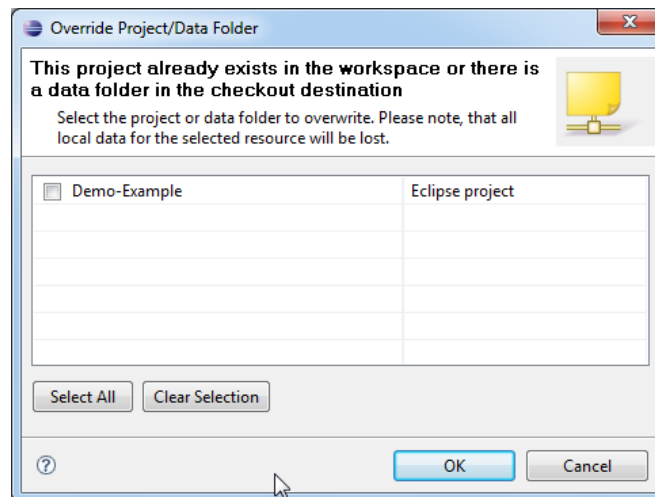 Override Project/Data Folder
This project already exists in the workspace or there is
a data folder in the checkout destination
Select the project or data folder to overwrite. Please note, that all
local data for the selected resource will be lost.
Demo-Example Eclipse project
Select All Clear Selection
OK Cancel